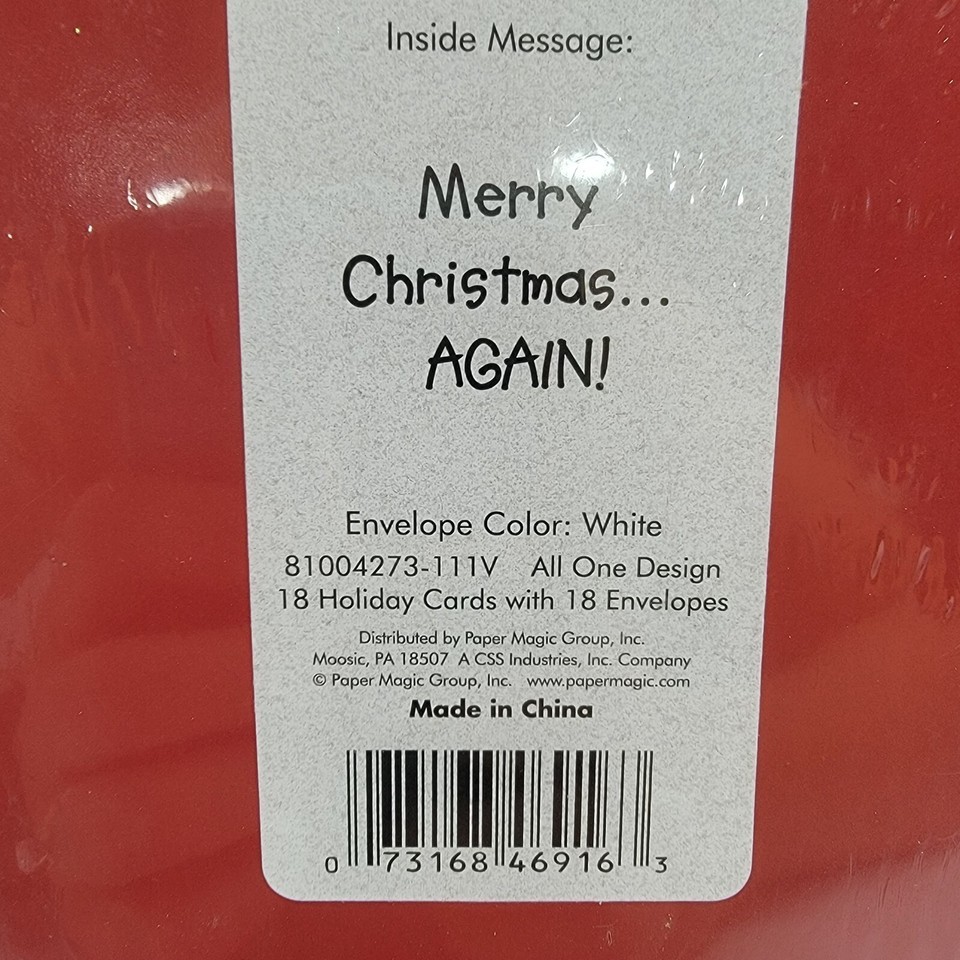 Inside Message:
Merry
Christmas...
AGAIN!
Envelope Color: White
81004273-111V All One Design
18 Holiday Cards with 18 Envelopes
Distributed by Paper Magic Group, Inc.
Moosic, PA 18507 A CSS Industries, Inc. Company
© Paper Magic Group, Inc. www.papermagic.com
Made in China
0 73168 46916 3